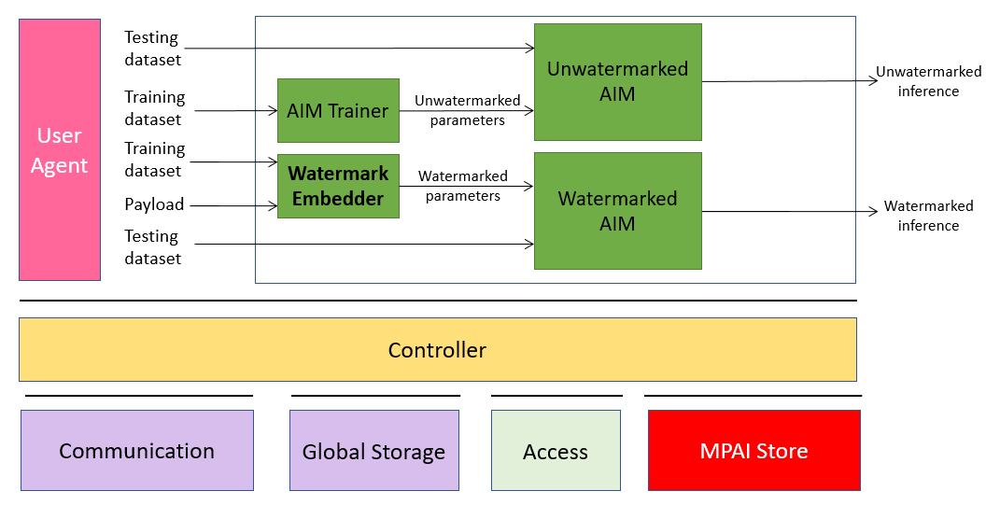 User
Agent
Testing
dataset
Training
dataset
Training
dataset
Payload
Testing
dataset
AIM Trainer
Unwatermarked
parameters
Watermark
Embedder
Watermarked
parameters
Unwatermarked
AIM
Watermarked
AIM
Unwatermarked
inference
Watermarked
inference
Controller
Communication
Global Storage
Access
MPAI Store